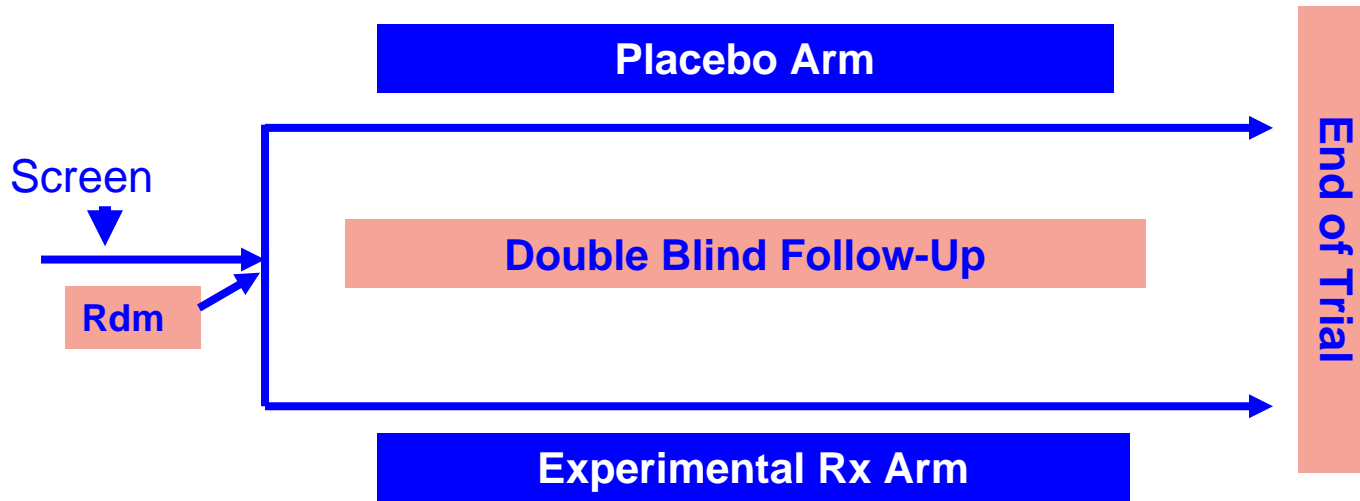 Placebo Arm
Screen
Double Blind Follow-Up
Rdm
End of Trial
Experimental Rx Arm